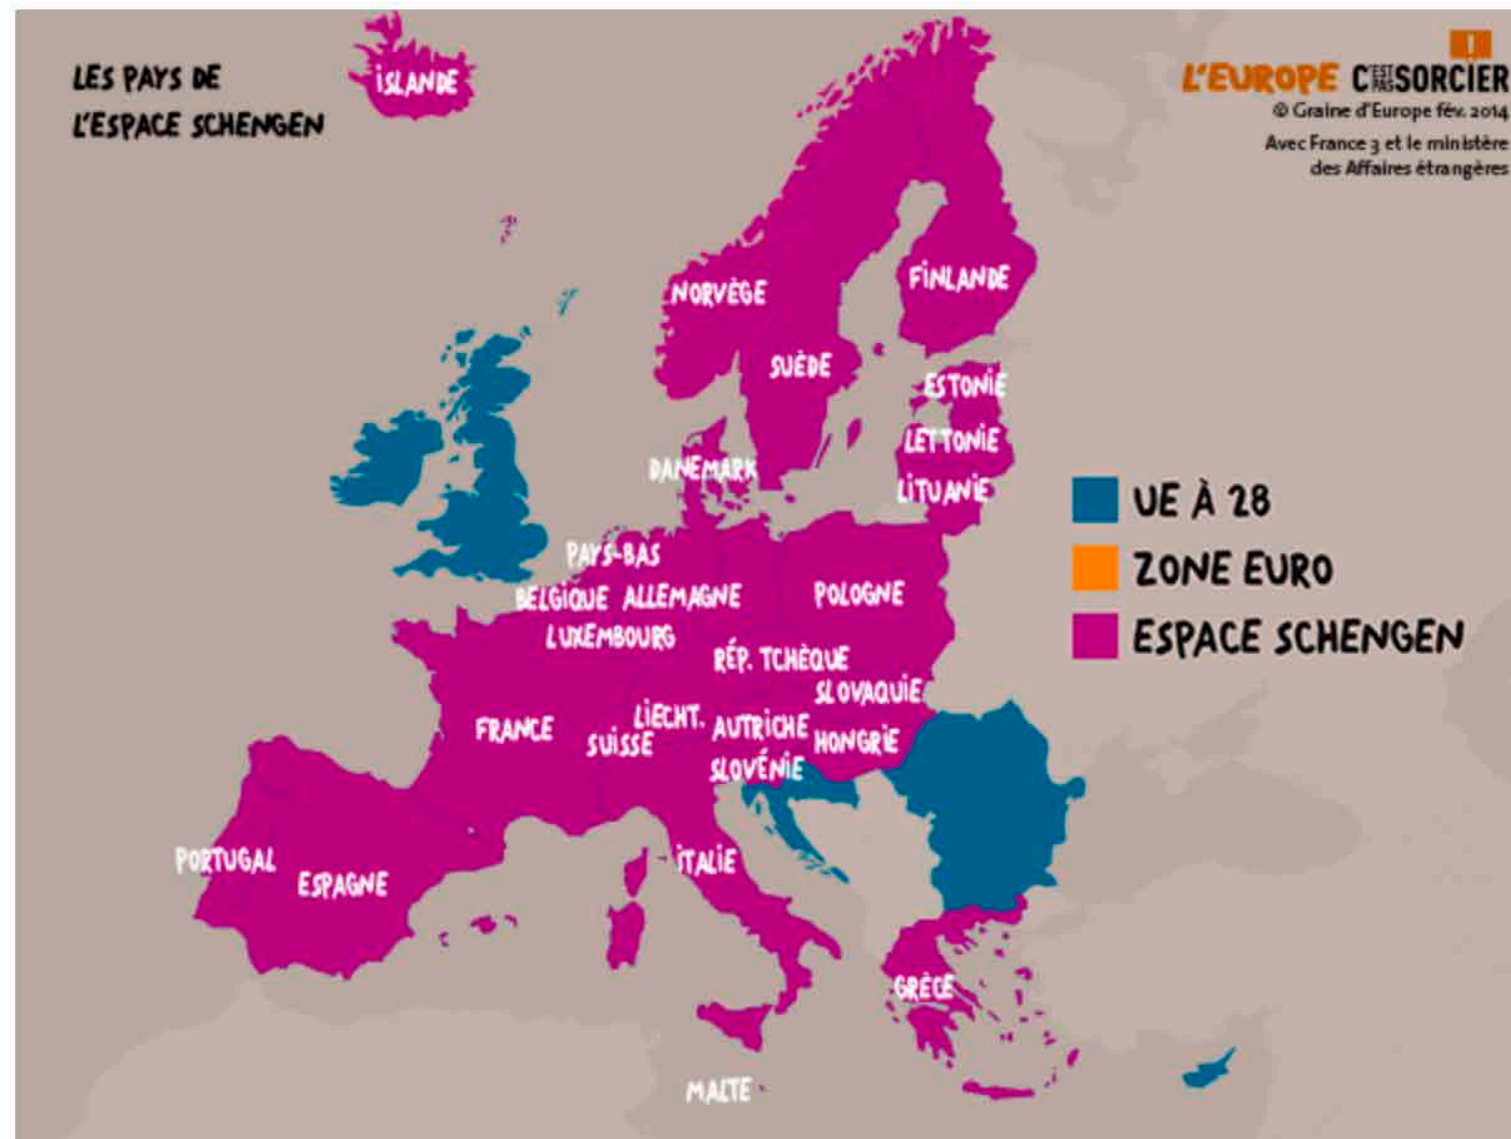 LES PAYS DE
L'ESPACE SCHENGEN
L'EUROPE C'EST PAS SORCIER
© Graine d'Europe fév. 2014
Avec France 3 et le ministère
des Affaires étrangères
ISLANDE
NORVÈGE
FINLANDE
SUÈDE
ESTONIE
LETTONIE
DANEMARK
LITUANIE
UE À 28
ZONE EURO
ESPACE SCHENGEN
PAYS-BAS
BELGIQUE ALLEMAGNE
POLOGNE
LUXEMBOURG
RÉP. TCHÈQUE
SLOVAQUIE
LIECHT.
AUTRICHE
FRANCE
SUISSE
HONGRIE
SLOVÉNIE
PORTUGAL
ESPAGNE
ITALIE
GRÈCE
MALTE